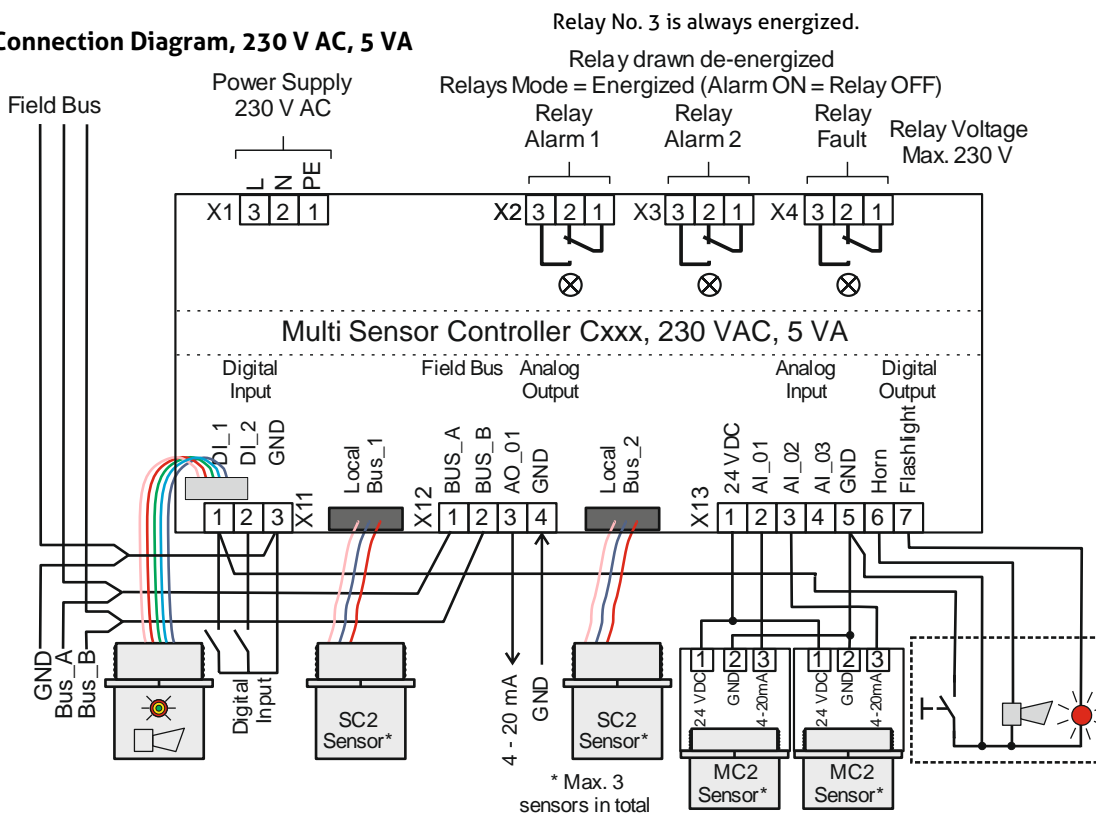 Relay No. 3 is always energized.
Connection Diagram, 230 V AC, 5 VA
Relay drawn de-energized
Relays Mode = Energized (Alarm ON = Relay OFF)
Field Bus
Power Supply
230 V AC
Relay
Alarm 1
Relay
Alarm 2
Relay
Fault
Relay Voltage
Max. 230 V
L
N
PE
X1 3 2 1
X2 3 2 1
X3 3 2 1
X4 3 2 1
Multi Sensor Controller Cxxx, 230 VAC, 5 VA
Digital
Input
Field Bus
Analog
Output
Analog
Input
Digital
Output
DI_1
DI_2
GND
Local
Bus_1
BUS_A
BUS_B
AO_01
GND
Local
Bus_2
24 VDC
AI_01
AI_02
AI_03
GND
Horn
Flashlight
1 2 3 X11
X12 1 2 3 4
X13 1 2 3 4 5 6 7
GND
Bus_A
Bus_B
Digital
Input
SC2
Sensor*
4 - 20 mA
GND
SC2
Sensor*
* Max. 3
sensors in total
1 2 3
24 VDC
GND
4-20mA
MC2
Sensor*
1 2 3
24 VDC
GND
4-20mA
MC2
Sensor*